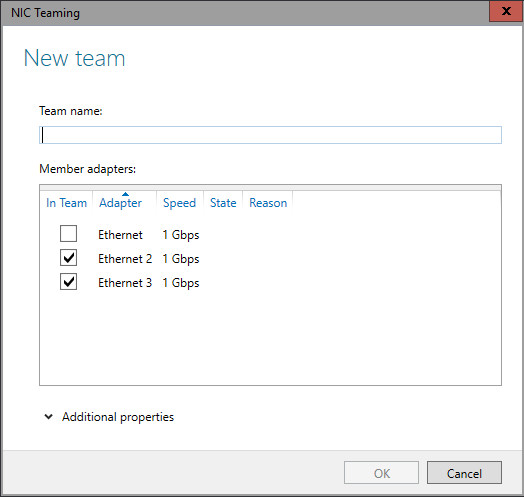 NIC Teaming
New team
Team name:
Member adapters:
In Team Adapter Speed State Reason
Ethernet 1 Gbps
Ethernet 2 1 Gbps
Ethernet 3 1 Gbps
Additional properties
OK Cancel